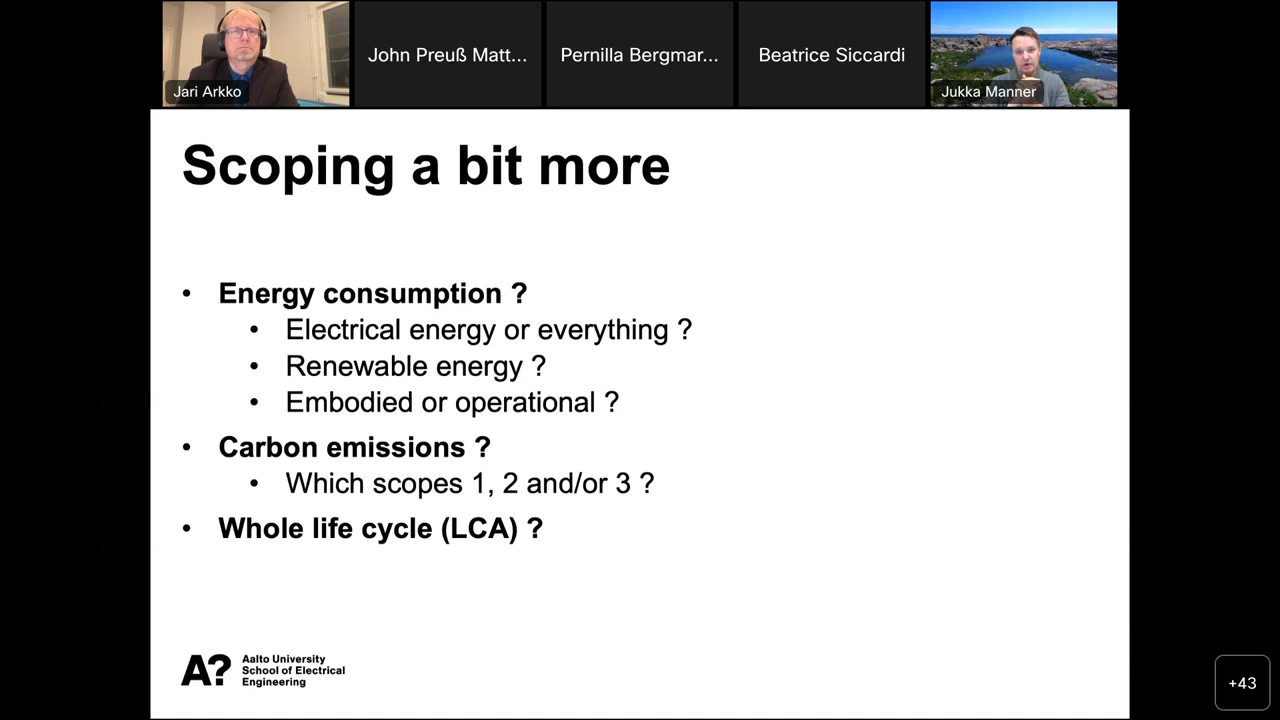 Jari Arkko
John Preuß Matt...
Pernilla Bergmar...
Beatrice Siccardi
Jukka Manner
Scoping a bit more
• Energy consumption ?
• Electrical energy or everything ?
• Renewable energy ?
• Embodied or operational ?
• Carbon emissions ?
• Which scopes 1, 2 and/or 3 ?
• Whole life cycle (LCA) ?
A?
Aalto University
School of Electrical
Engineering
+43